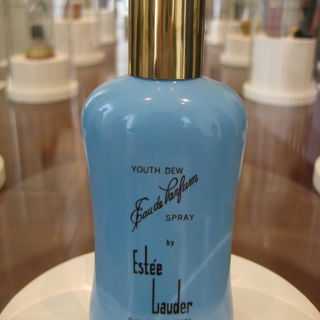 YOUTH DEW
Eau de Parfum
SPRAY
by
Estée
Lauder